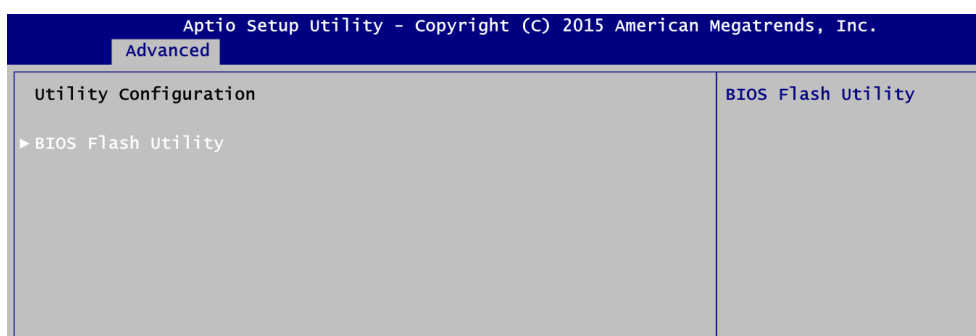 Aptio Setup Utility – Copyright (C) 2015 American Megatrends, Inc.
Advanced
Utility Configuration
BIOS Flash Utility
►BIOS Flash Utility